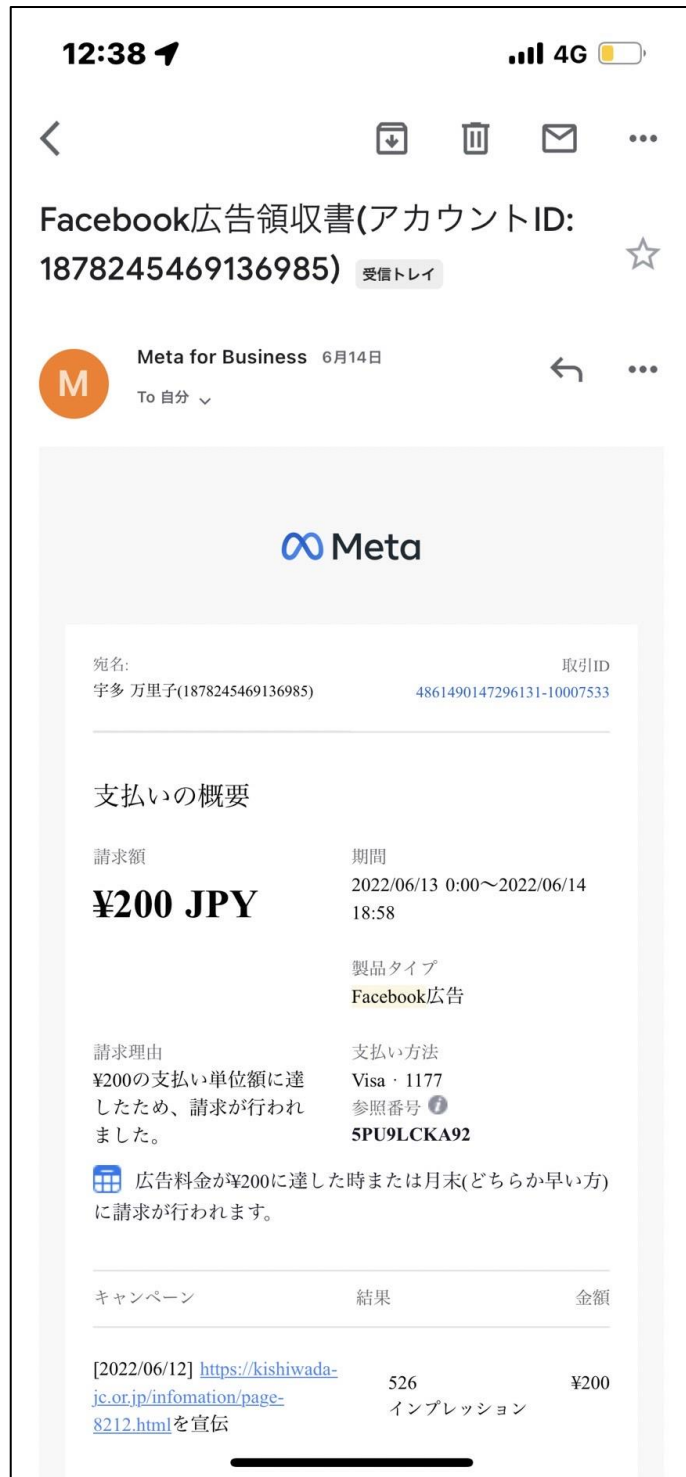 12:38
4G
Facebook広告領収書(アカウントID:
1878245469136985) 受信トレイ
M
Meta for Business 6月14日
To 自分
Meta
宛名:
取引ID
宇多 万里子(1878245469136985)
4861490147296131-10007533
支払いの概要
請求額
期間
¥200 JPY
2022/06/13 0:00〜2022/06/14
18:58
製品タイプ
Facebook広告
請求理由
支払い方法
¥200の支払い単位額に達
したため、請求が行われ
ました。
Visa · 1177
参照番号
5PU9LCKA92
広告料金が¥200に達した時または月末(どちらか早い方)
に請求が行われます。
キャンペーン
結果
金額
[2022/06/12] https://kishiwada-
jc.or.jp/infomation/page-
8212.htmlを宣伝
526
インプレッション
¥200